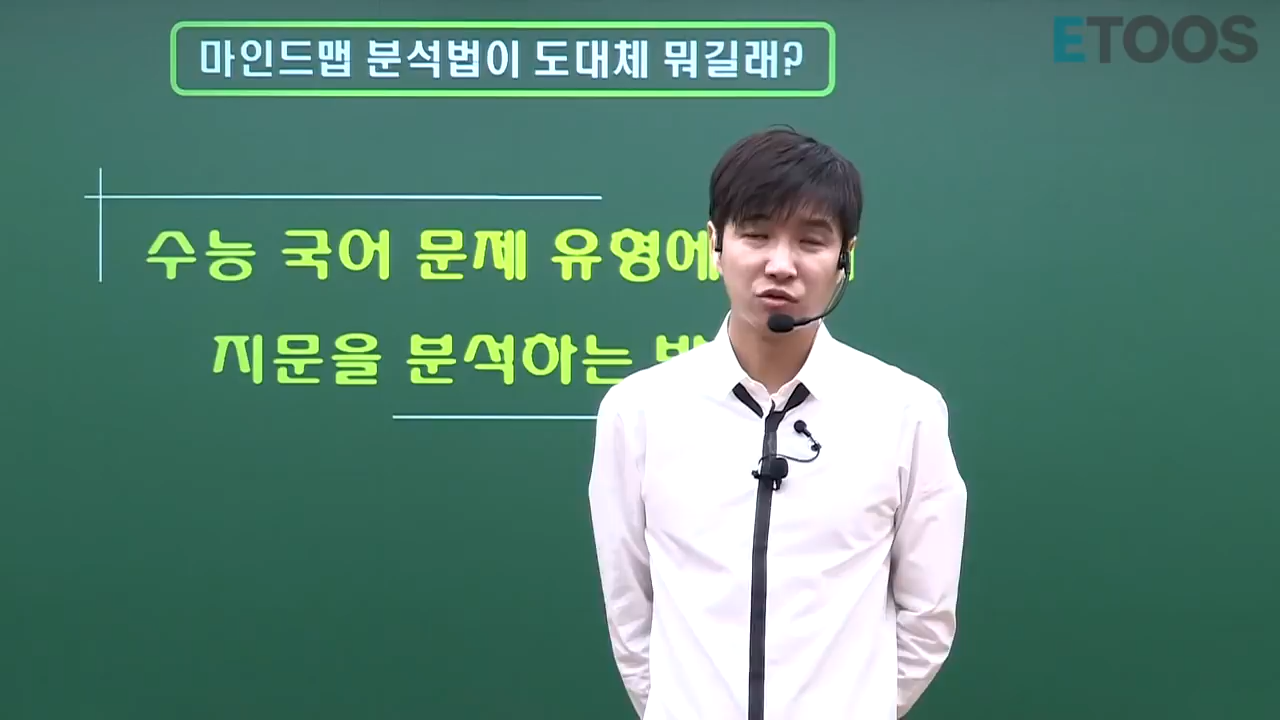 마인드맵 분석법이 도대체 뭐길래?
ETOOS
수능 국어 문제 유형에
지문을 분석하는